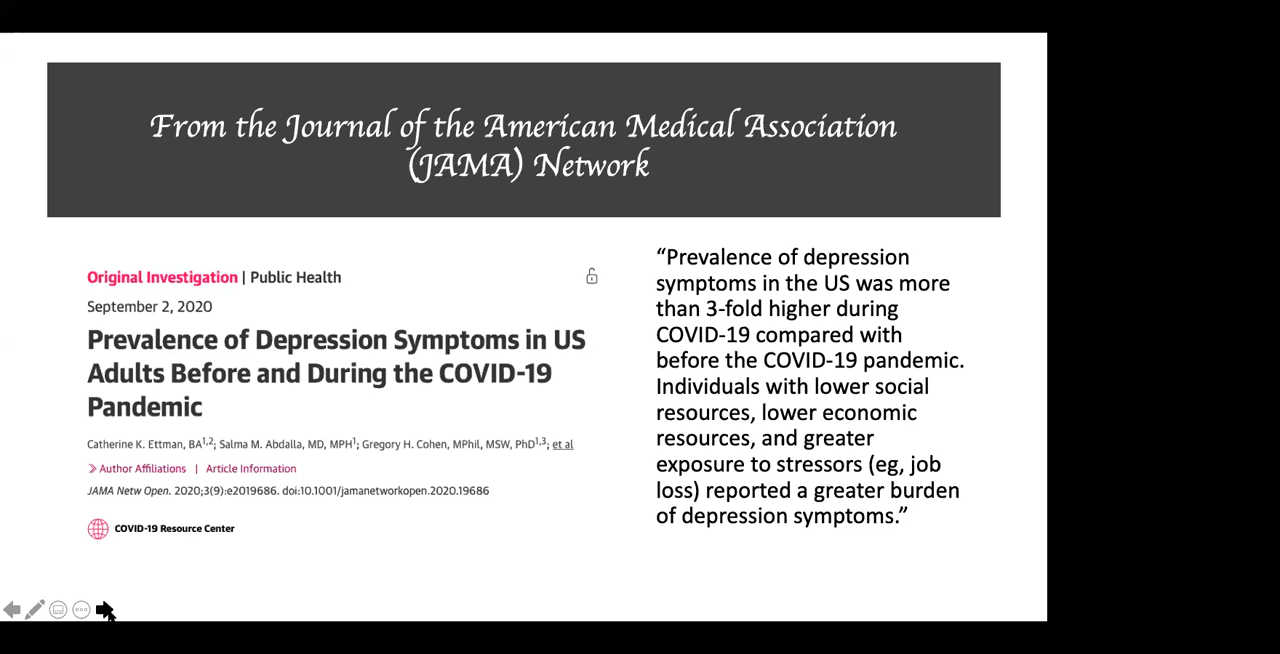 From the Journal of the American Medical Association
(JAMA) Network
Original Investigation | Public Health
September 2, 2020
Prevalence of Depression Symptoms in US
Adults Before and During the COVID-19
Pandemic
Catherine K. Ettman, BA1,2; Salma M. Abdalla, MD, MPH1; Gregory H. Cohen, MPhil, MSW, PhD1,3; et al
Author Affiliations | Article Information
JAMA Netw Open. 2020;3(9):e2019686. doi:10.1001/jamanetworkopen.2020.19686
COVID-19 Resource Center
“Prevalence of depression
symptoms in the US was more
than 3-fold higher during
COVID-19 compared with
before the COVID-19 pandemic.
Individuals with lower social
resources, lower economic
resources, and greater
exposure to stressors (eg, job
loss) reported a greater burden
of depression symptoms.”